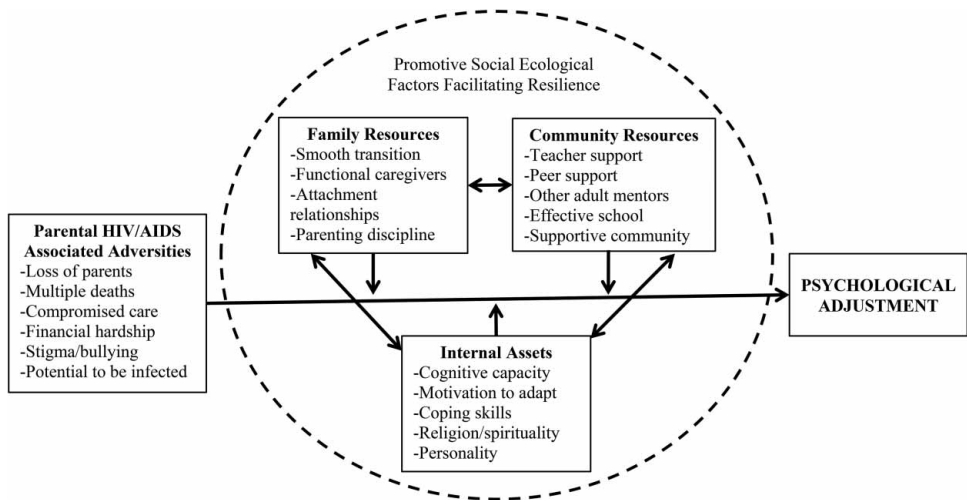 Promotive Social Ecological
Factors Facilitating Resilience
Family Resources
-Smooth transition
-Functional caregivers
-Attachment
relationships
-Parenting discipline
Community Resources
-Teacher support
-Peer support
-Other adult mentors
-Effective school
-Supportive community
Parental HIV/AIDS
Associated Adversities
-Loss of parents
-Multiple deaths
-Compromised care
-Financial hardship
-Stigma/bullying
-Potential to be infected
PSYCHOLOGICAL
ADJUSTMENT
Internal Assets
-Cognitive capacity
-Motivation to adapt
-Coping skills
-Religion/spirituality
-Personality